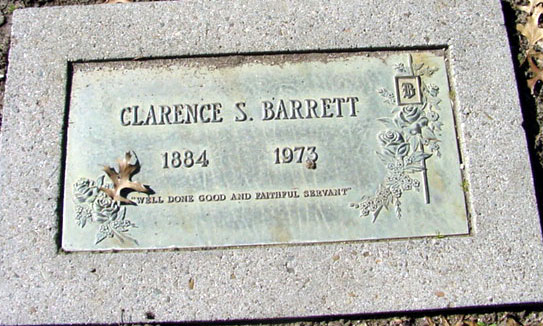 B
CLARENCE S. BARRETT
1884 1973
"WELL DONE GOOD AND FAITHFUL SERVANT"